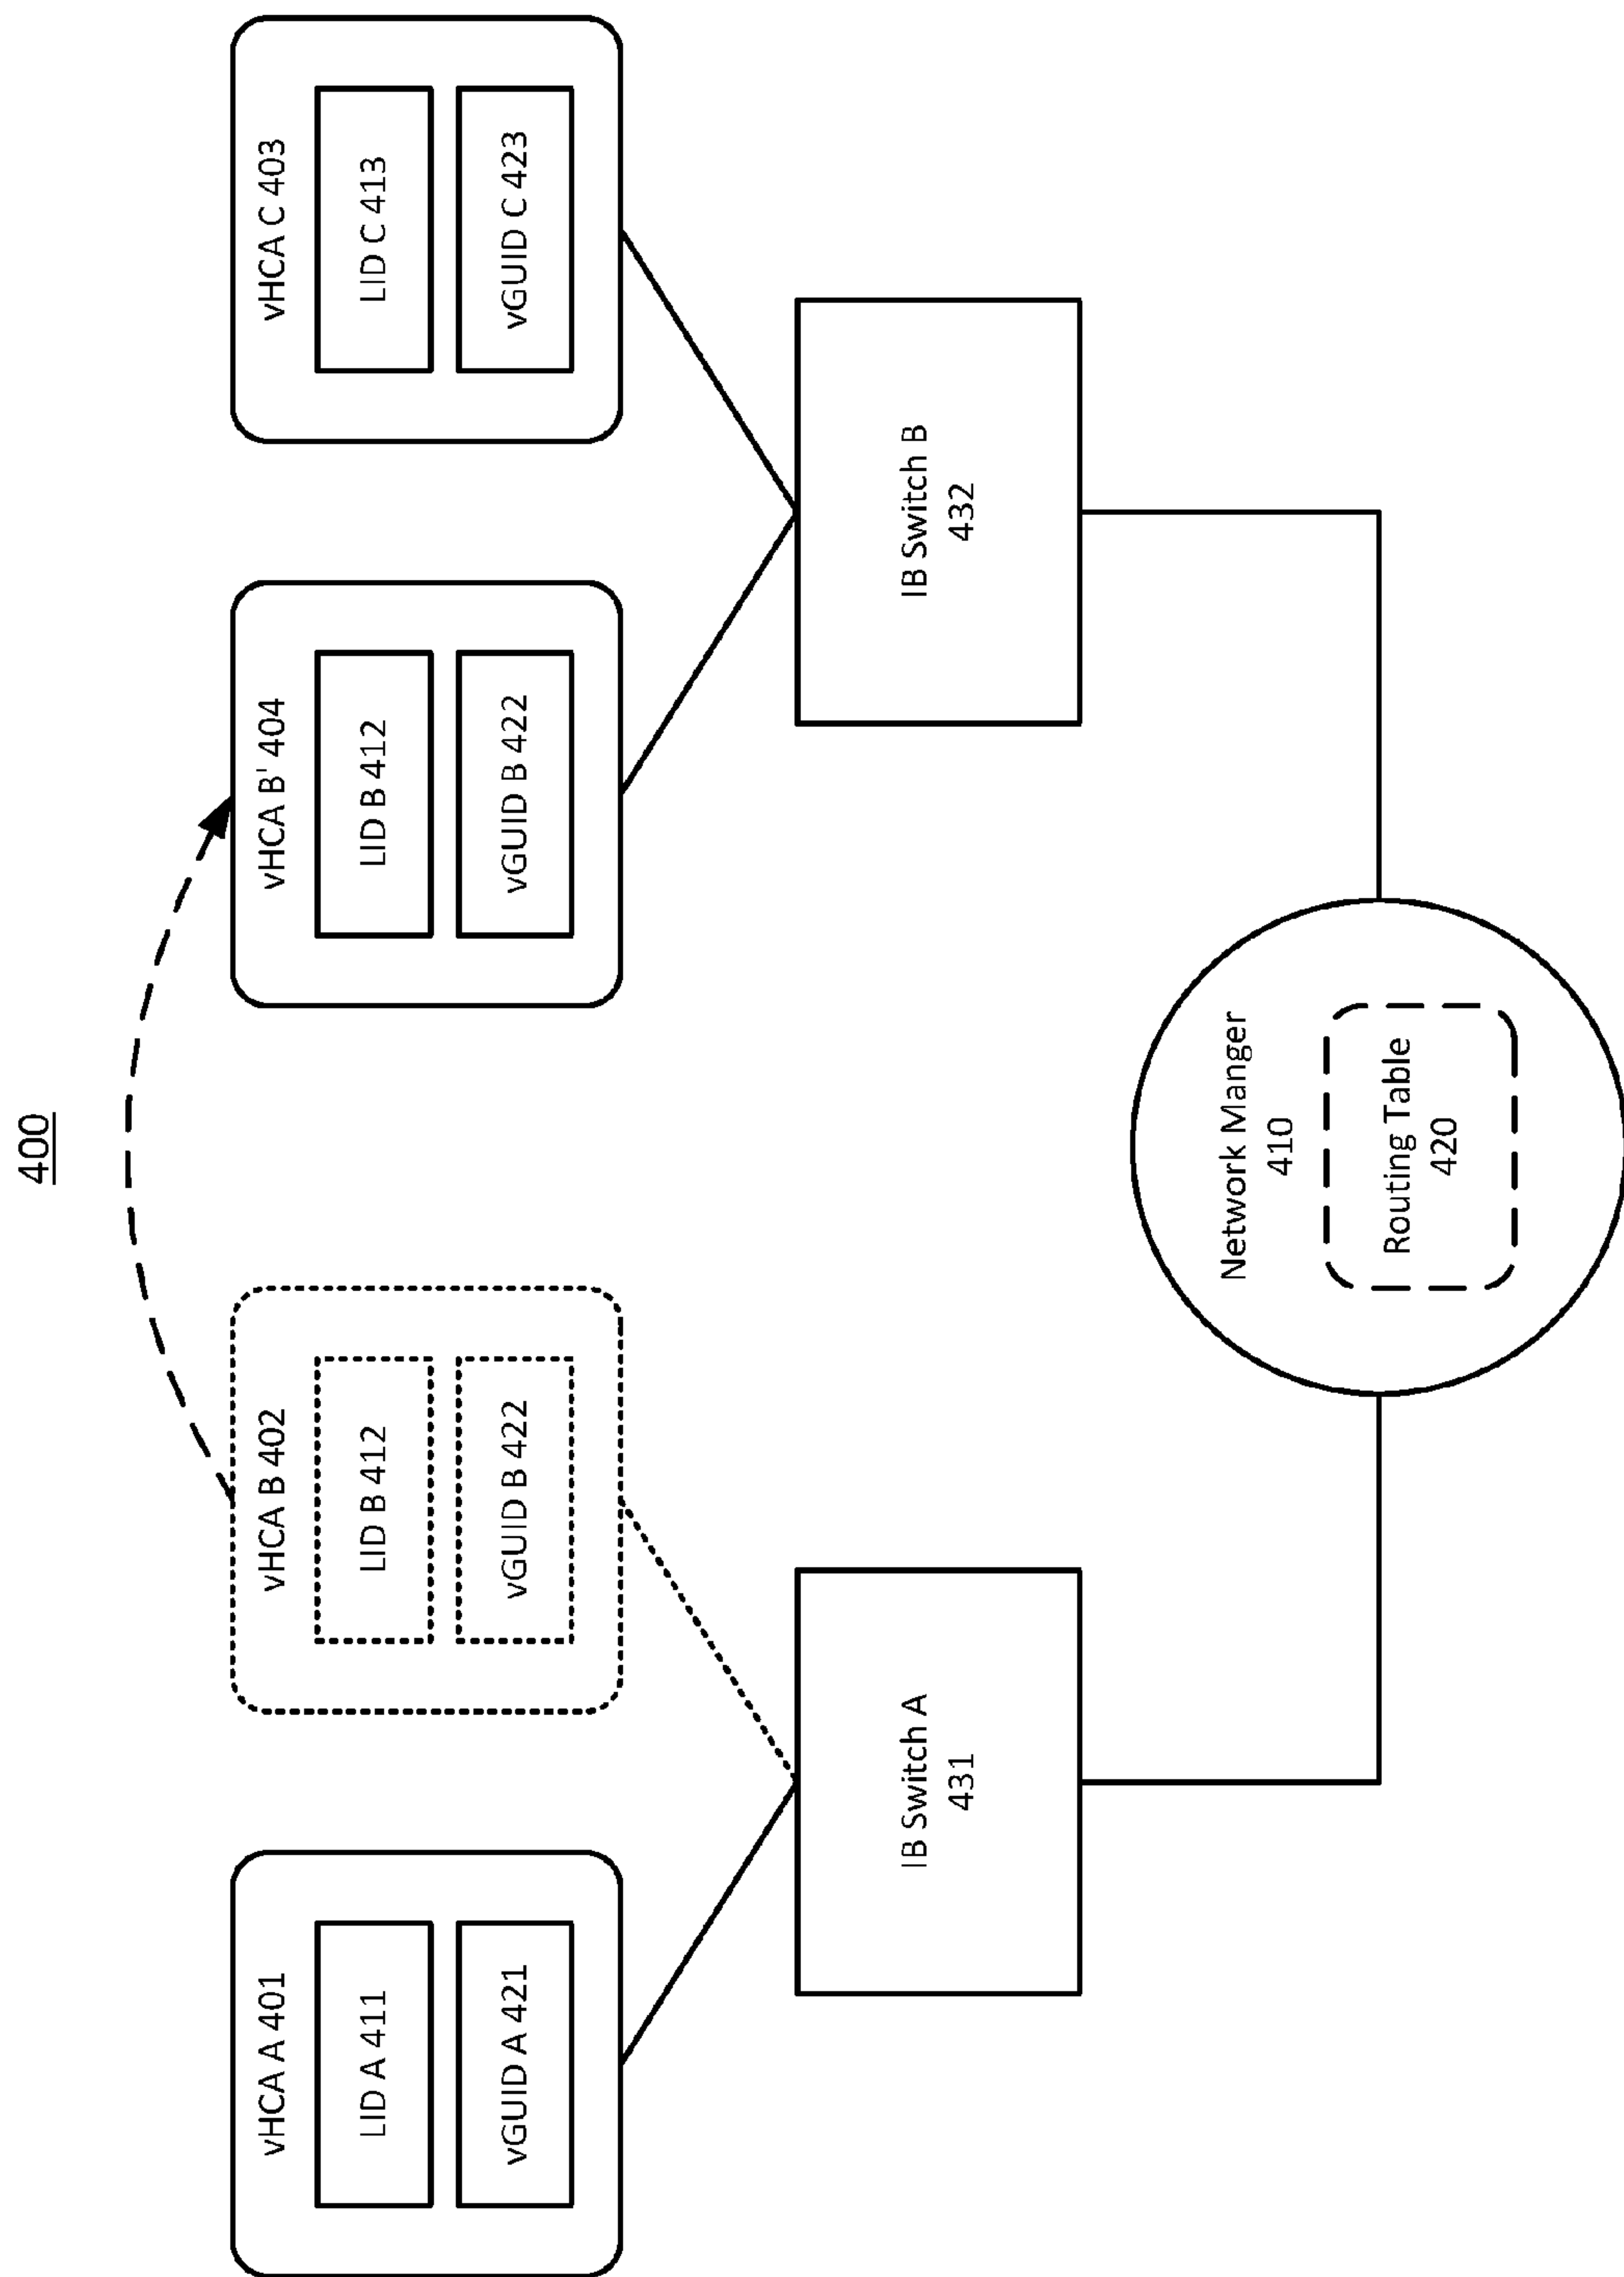 400
vHCA A 401
LID A 411
vGUID A 421
vHCA B 402
LID B 412
vGUID B 422
vHCA B' 404
LID B 412
vGUID B 422
vHCA C 403
LID C 413
vGUID C 423
IB Switch A
431
IB Switch B
432
Network Manger
410
Routing Table
420